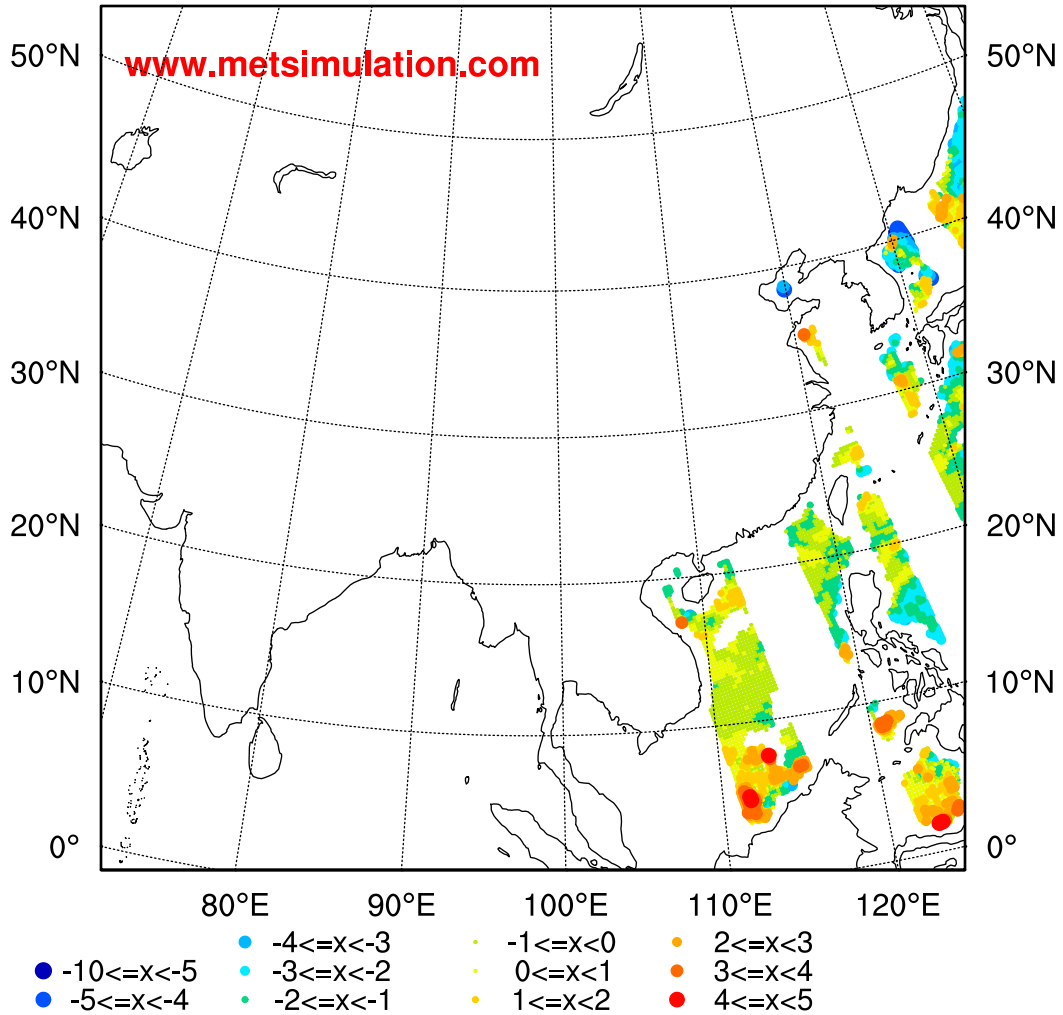 www.metsimulation.com
50°N 50°N
40°N 40°N
30°N 30°N
20°N 20°N
10°N 10°N
0° 0°
80°E 90°E 100°E 110°E 120°E
-4<=x<-3 -1<=x<0 2<=x<3
-10<=x<-5 -3<=x<-2 0<=x<1 3<=x<4
-5<=x<-4 -2<=x<-1 1<=x<2 4<=x<5